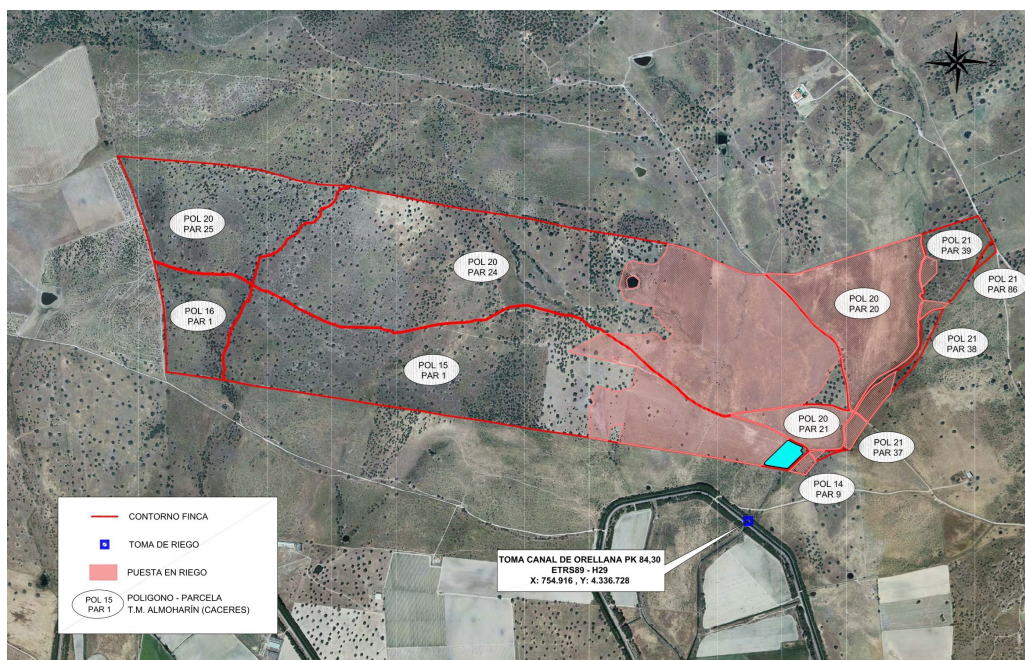 POL 20
PAR 25
POL 20
PAR 24
POL 16
PAR 1
POL 15
PAR 1
POL 20
PAR 20
POL 21
PAR 39
POL 21
PAR 86
POL 21
PAR 38
POL 20
PAR 21
POL 21
PAR 37
POL 14
PAR 9
TOMA CANAL DE ORELLANA PK 84,30
ETRS89 - H29
X: 754.916 , Y: 4.336.728
CONTORNO FINCA
TOMA DE RIEGO
PUESTA EN RIEGO
POL 15
PAR 1
POLIGONO - PARCELA
T.M. ALMOHARÍN (CACERES)